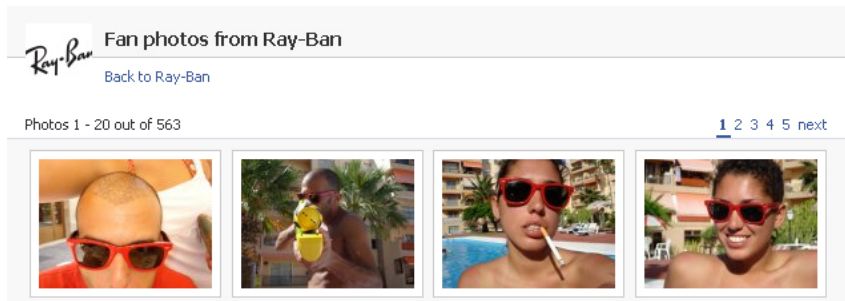 Ray-Ban
Fan photos from Ray-Ban
Back to Ray-Ban
Photos 1 - 20 out of 563
1 2 3 4 5 next